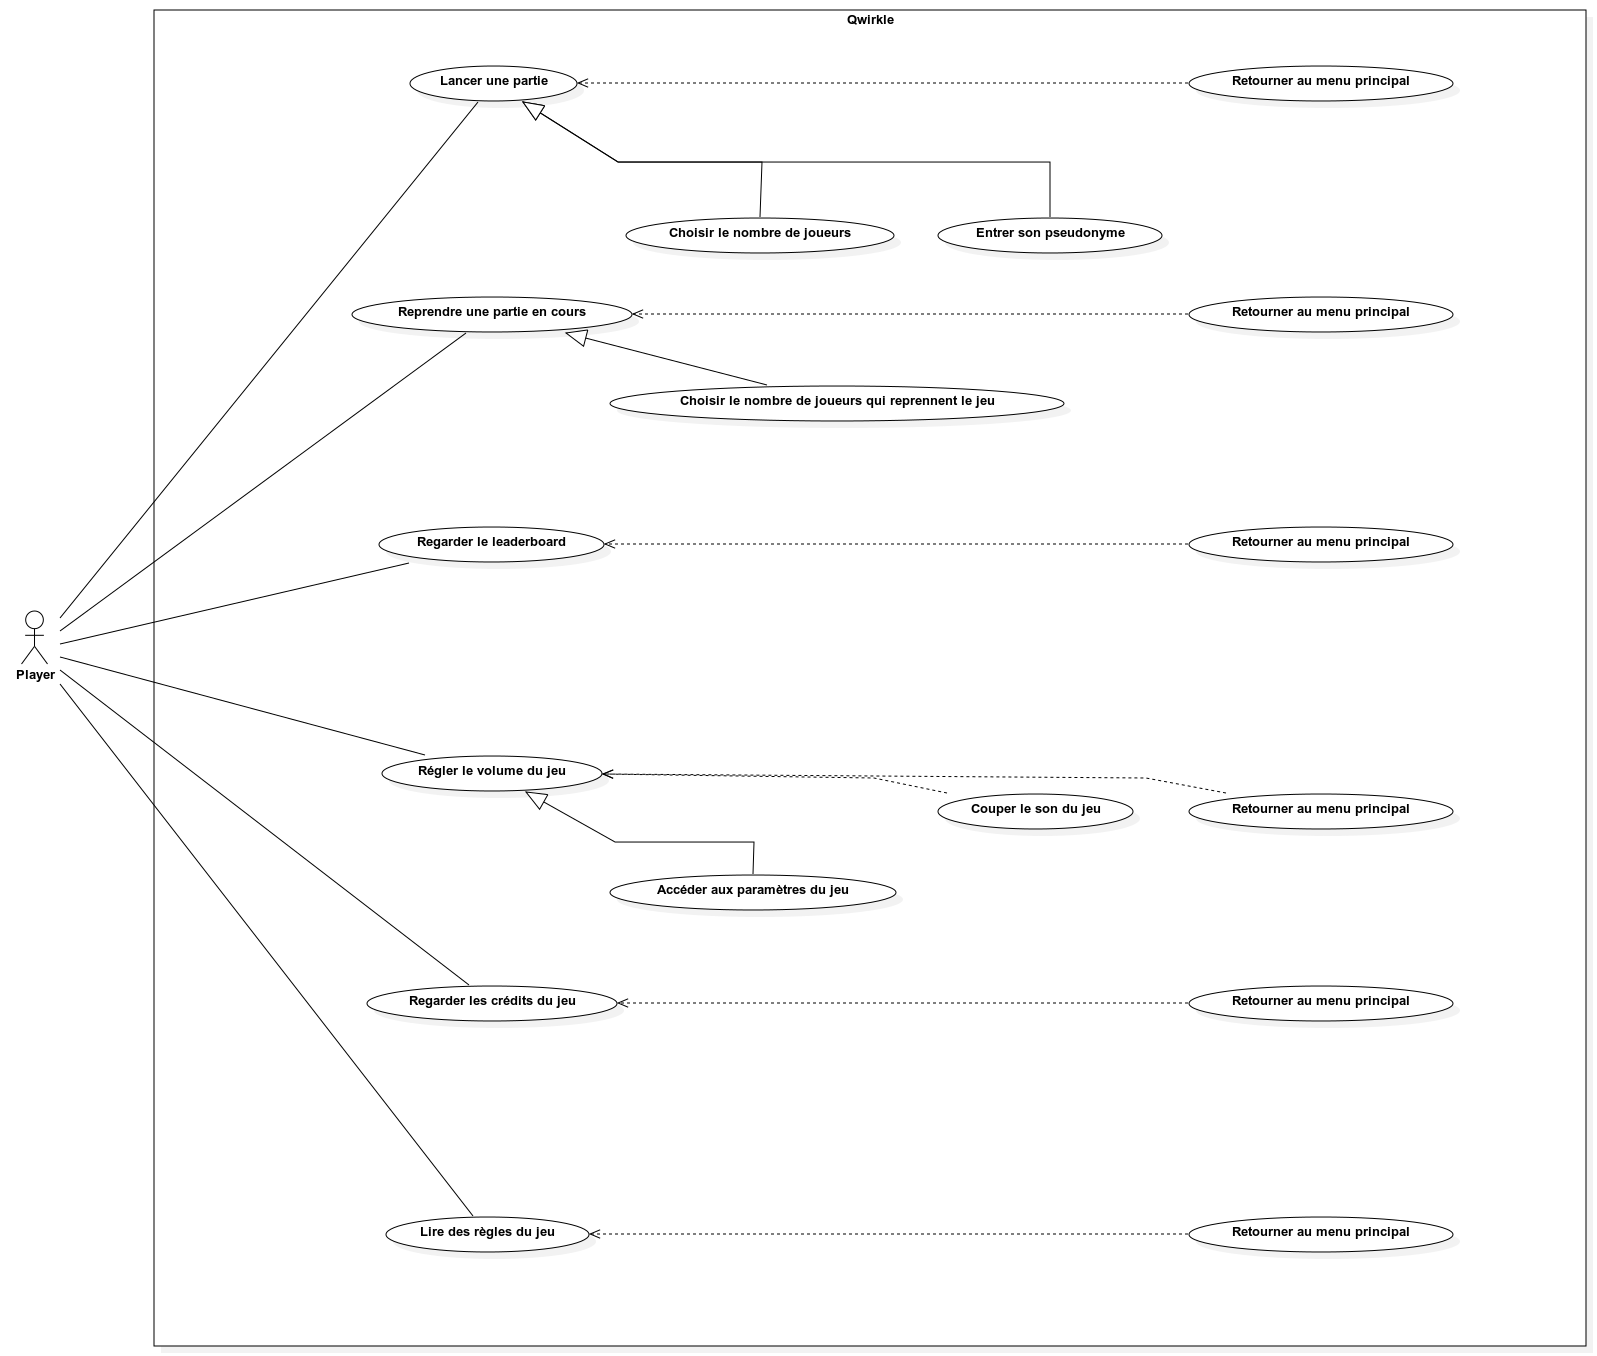 Qwirkle
Lancer une partie
Retourner au menu principal
Choisir le nombre de joueurs
Entrer son pseudonyme
Reprendre une partie en cours
Retourner au menu principal
Choisir le nombre de joueurs qui reprennent le jeu
Regarder le leaderboard
Retourner au menu principal
Player
Régler le volume du jeu
Couper le son du jeu
Retourner au menu principal
Accéder aux paramètres du jeu
Regarder les crédits du jeu
Retourner au menu principal
Lire des règles du jeu
Retourner au menu principal